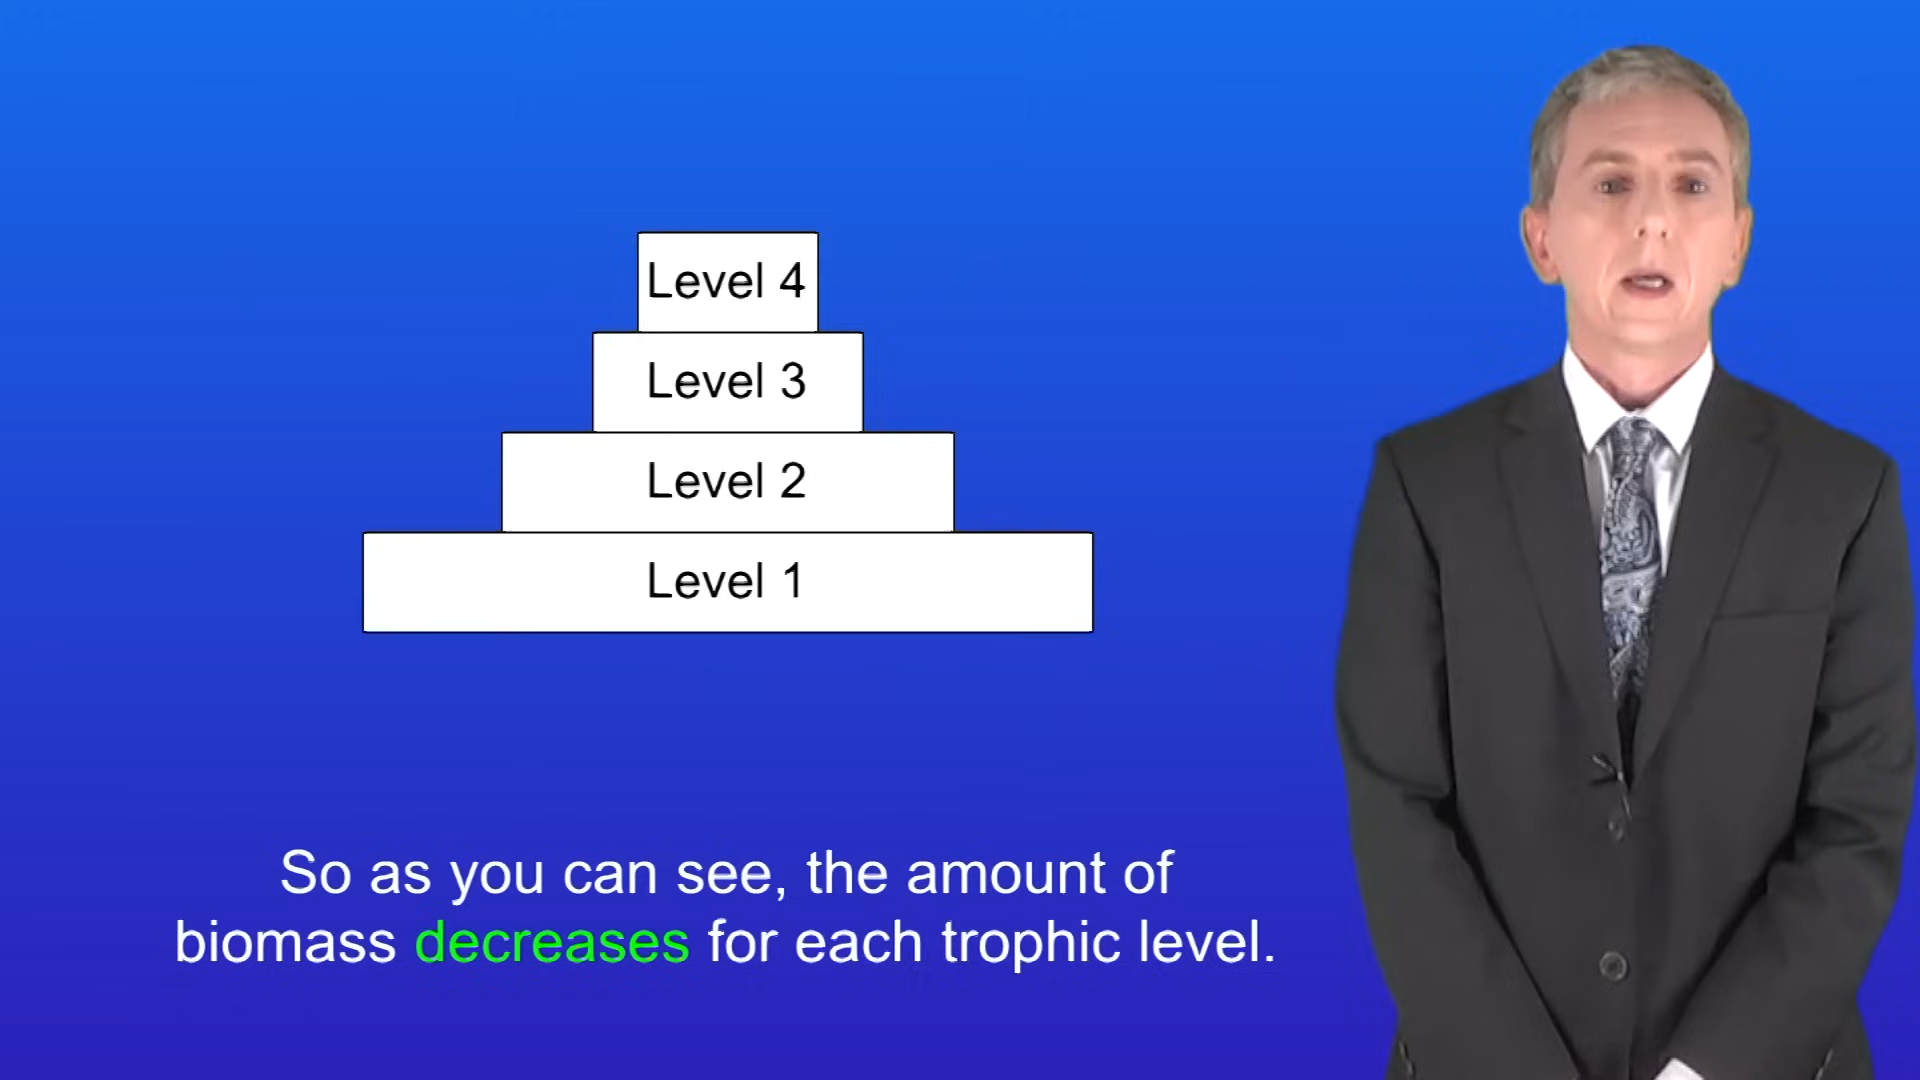 Level 4
Level 3
Level 2
Level 1
So as you can see, the amount of
biomass decreases for each trophic level.